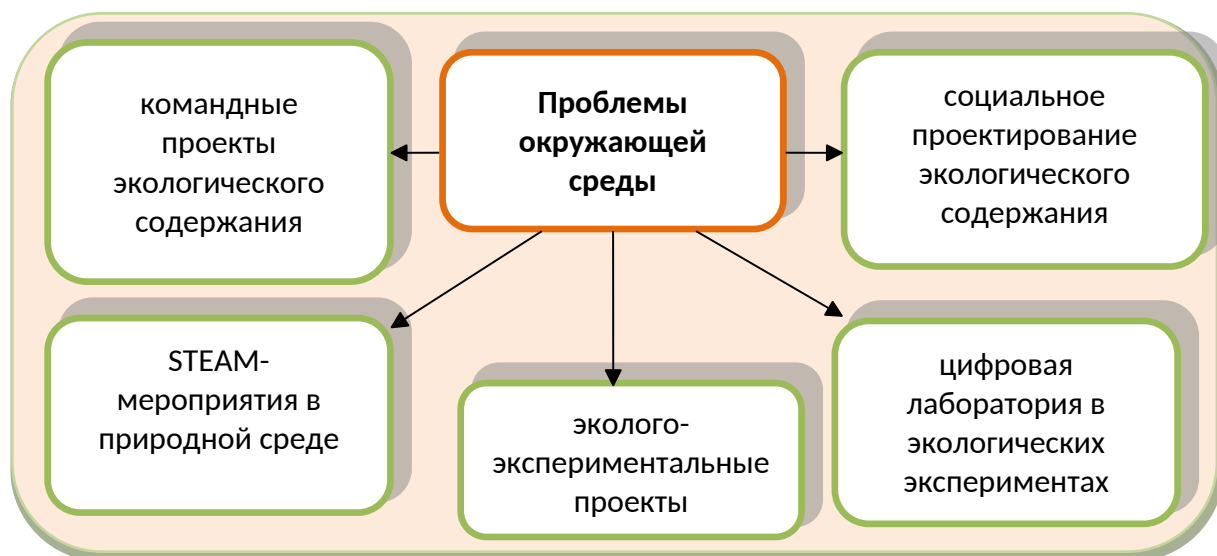 командные
проекты
экологического
содержания
Проблемы
окружающей
среды
социальное
проектирование
экологического
содержания
STEAM-
мероприятия в
природной среде
эколого-
экспериментальные
проекты
цифровая
лаборатория в
экологических
экспериментах